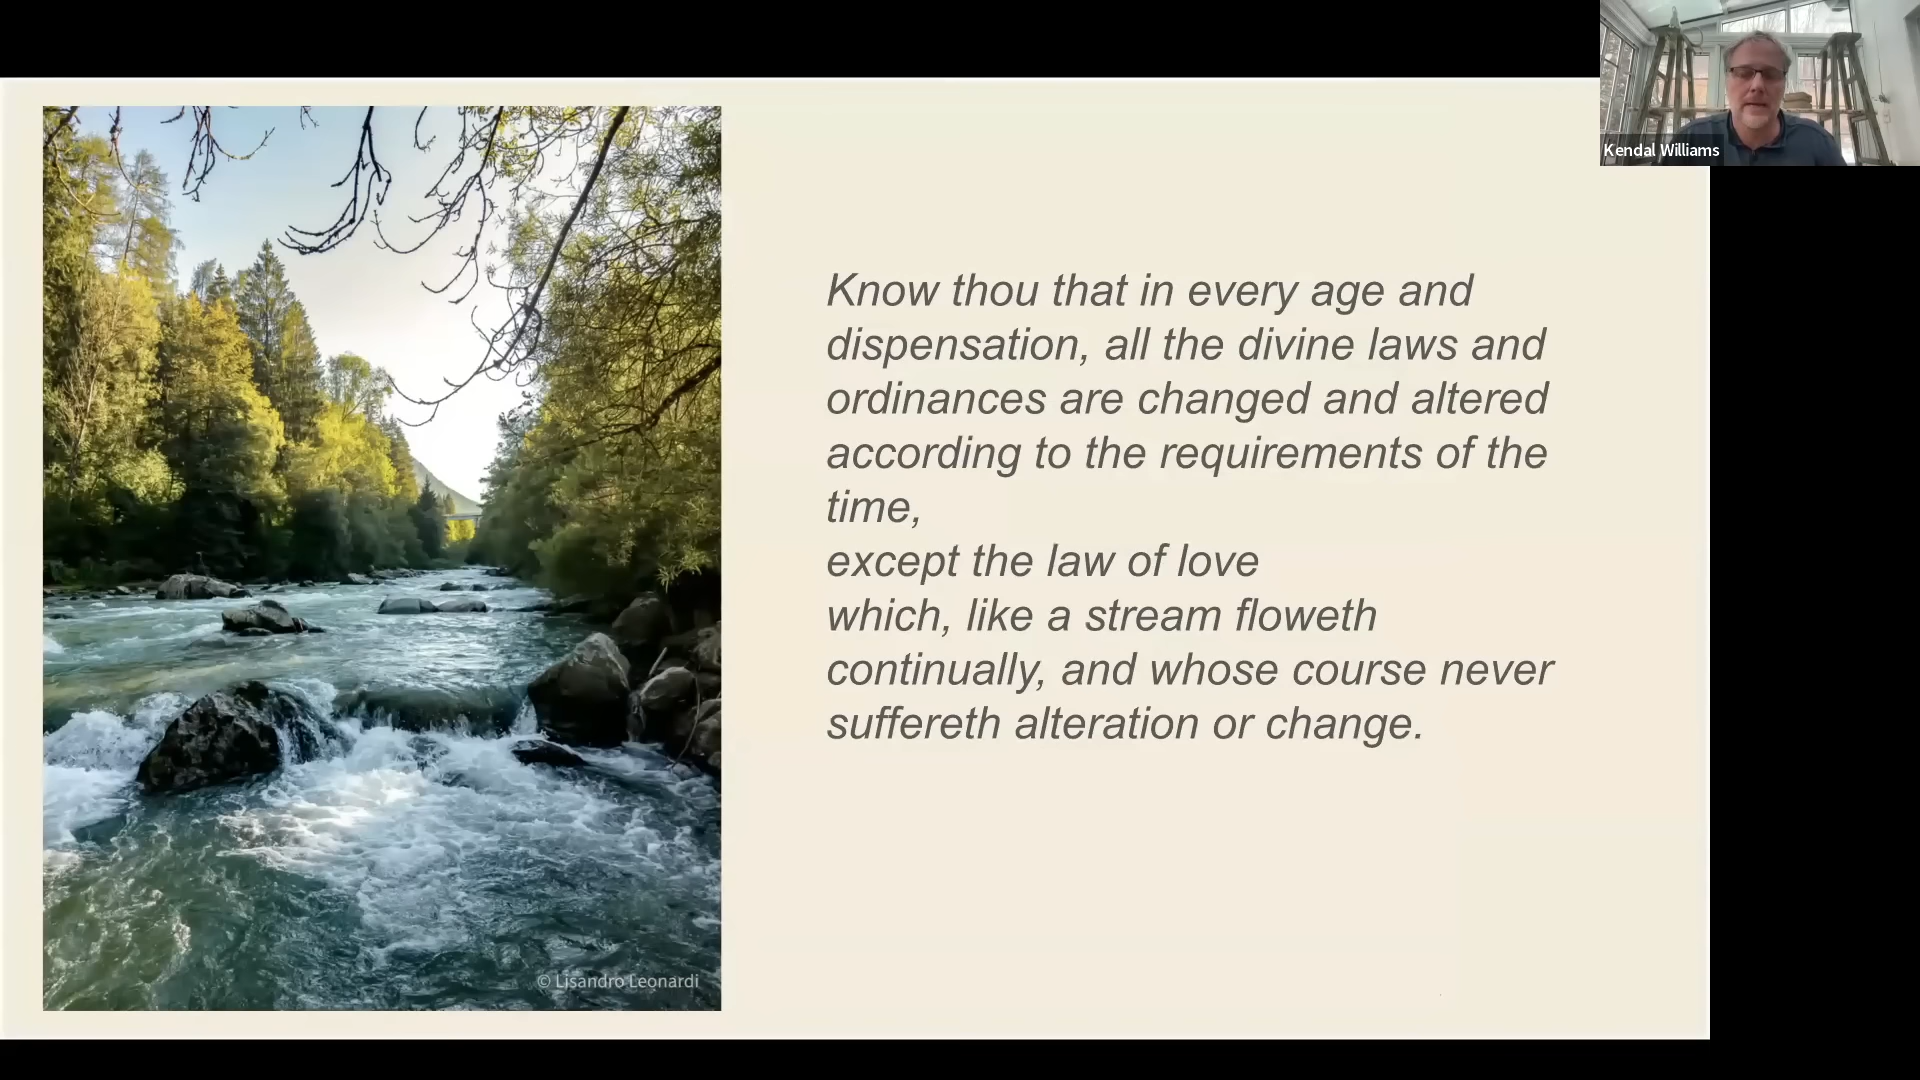 Kendal Williams
Know thou that in every age and
dispensation, all the divine laws and
ordinances are changed and altered
according to the requirements of the
time,
except the law of love
which, like a stream floweth
continually, and whose course never
suffereth alteration or change.
© Lisandro Leonardi